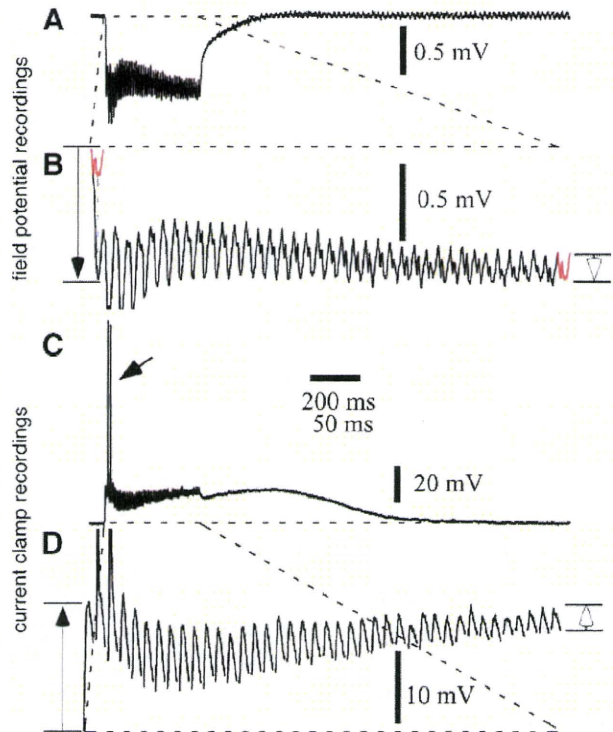 A
0.5 mV
field potential recordings
B
0.5 mV
C
200 ms
50 ms
20 mV
current clamp recordings
D
10 mV